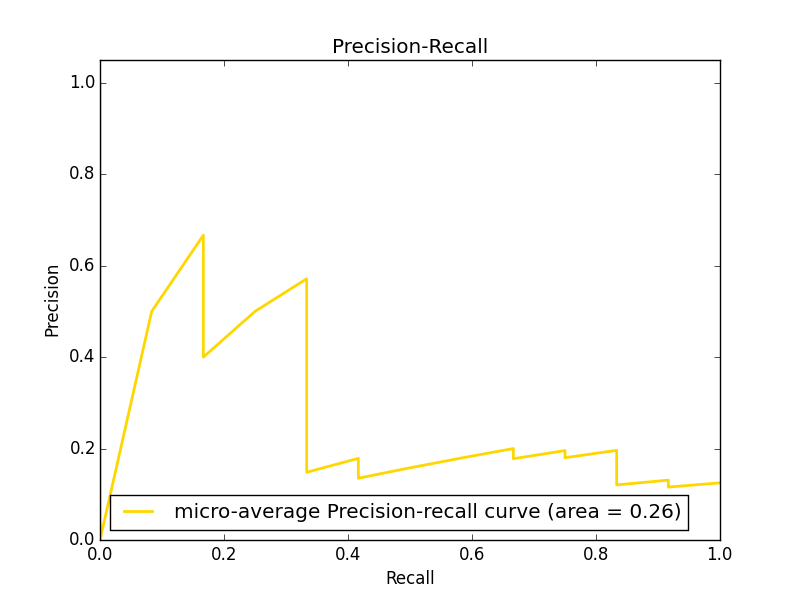 Precision-Recall
1.0
0.8
0.6
0.4
0.2
0.0
Precision
micro-average Precision-recall curve (area = 0.26)
0.0 0.2 0.4 0.6 0.8 1.0
Recall